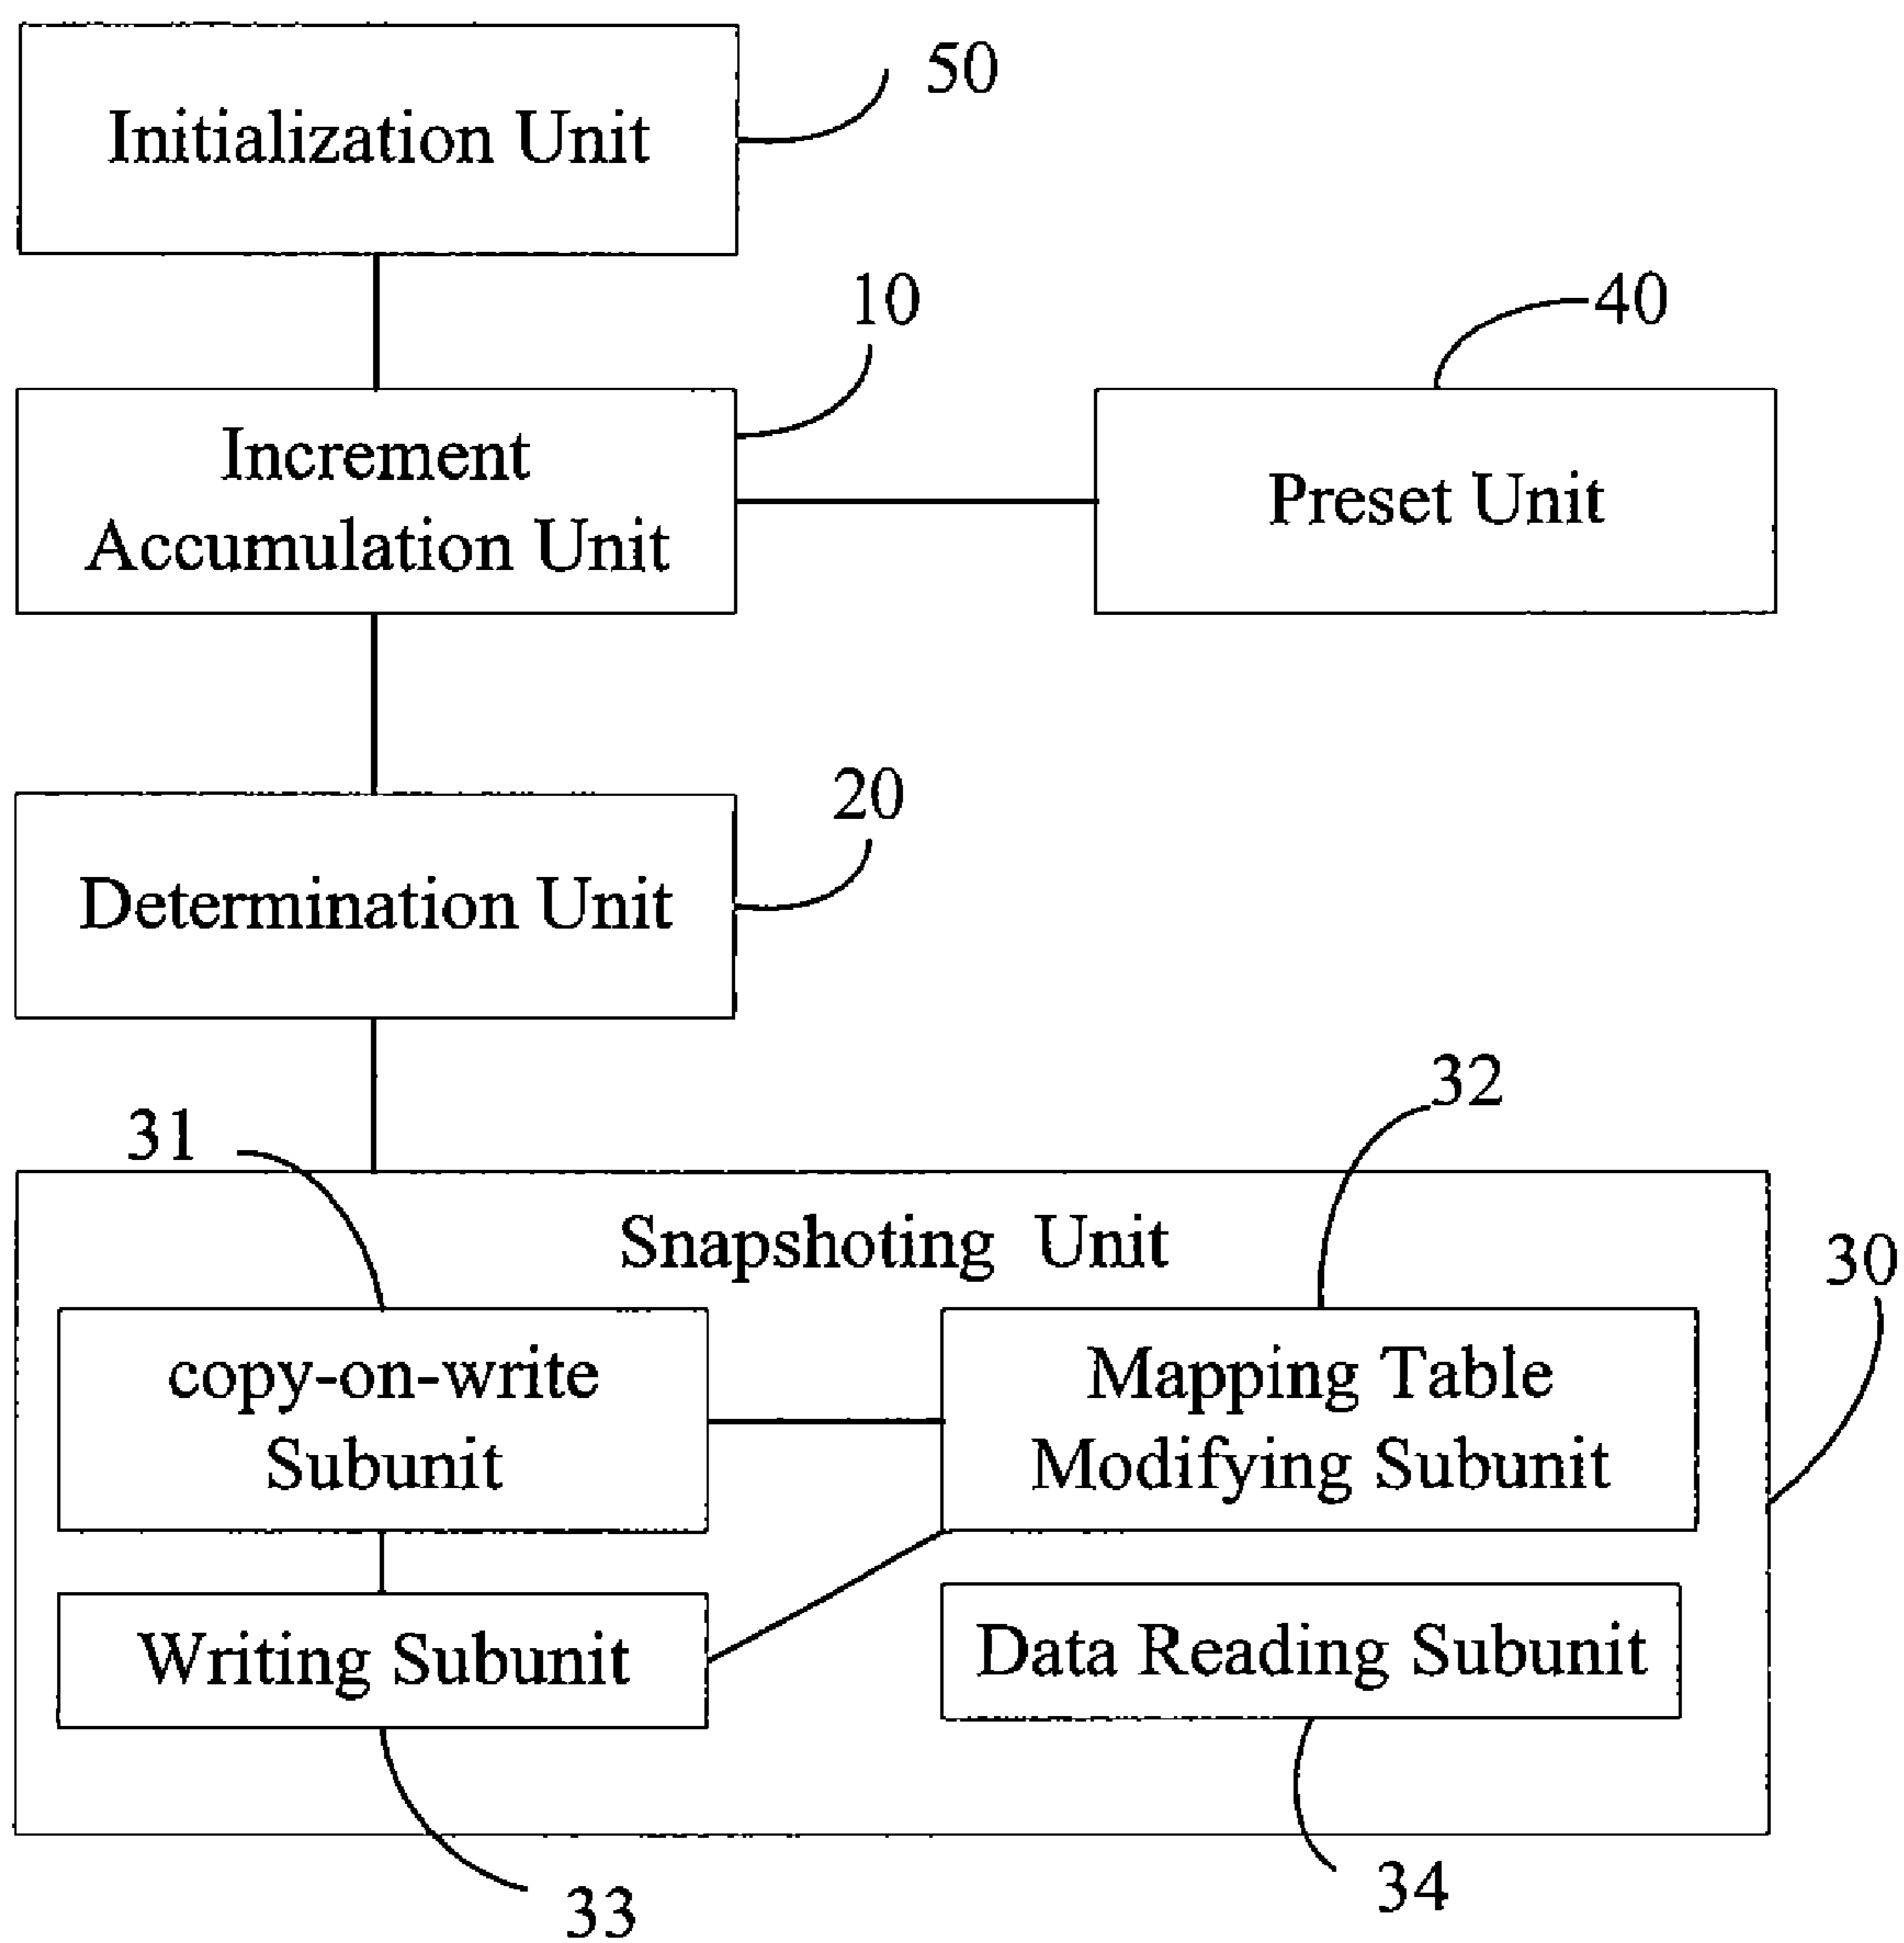 50
Initialization Unit
10
40
Increment
Accumulation Unit
Preset Unit
20
Determination Unit
32
31
Snapshoting Unit
30
copy-on-write
Subunit
Mapping Table
Modifying Subunit
Writing Subunit
Data Reading Subunit
33
34